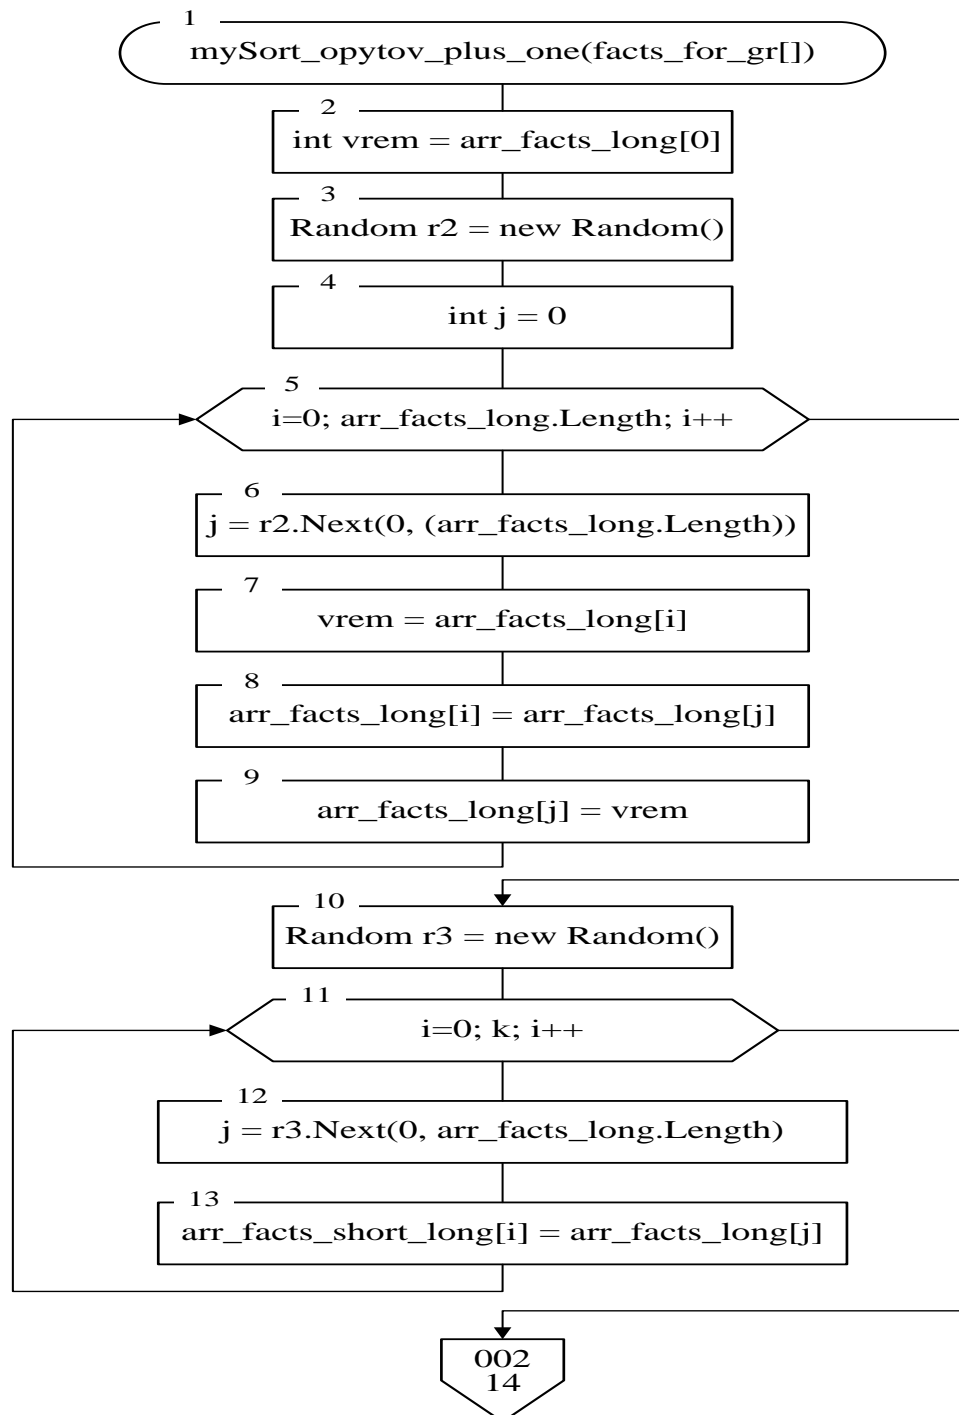 1
mySort_opytov_plus_one(facts_for_gr[])
2
int vrem = arr_facts_long[0]
3
Random r2 = new Random()
4
int j = 0
5
i=0; arr_facts_long.Length; i++
6
j = r2.Next(0, (arr_facts_long.Length))
7
vrem = arr_facts_long[i]
8
arr_facts_long[i] = arr_facts_long[j]
9
arr_facts_long[j] = vrem
10
Random r3 = new Random()
11
i=0; k; i++
12
j = r3.Next(0, arr_facts_long.Length)
13
arr_facts_short_long[i] = arr_facts_long[j]
002
14